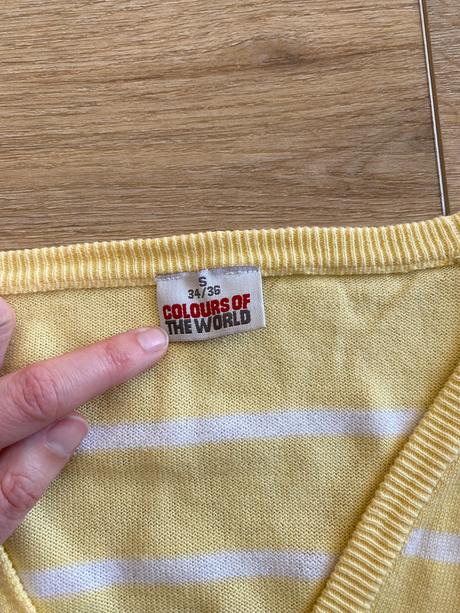 S
34/36
COLOURS OF
THE WORLD